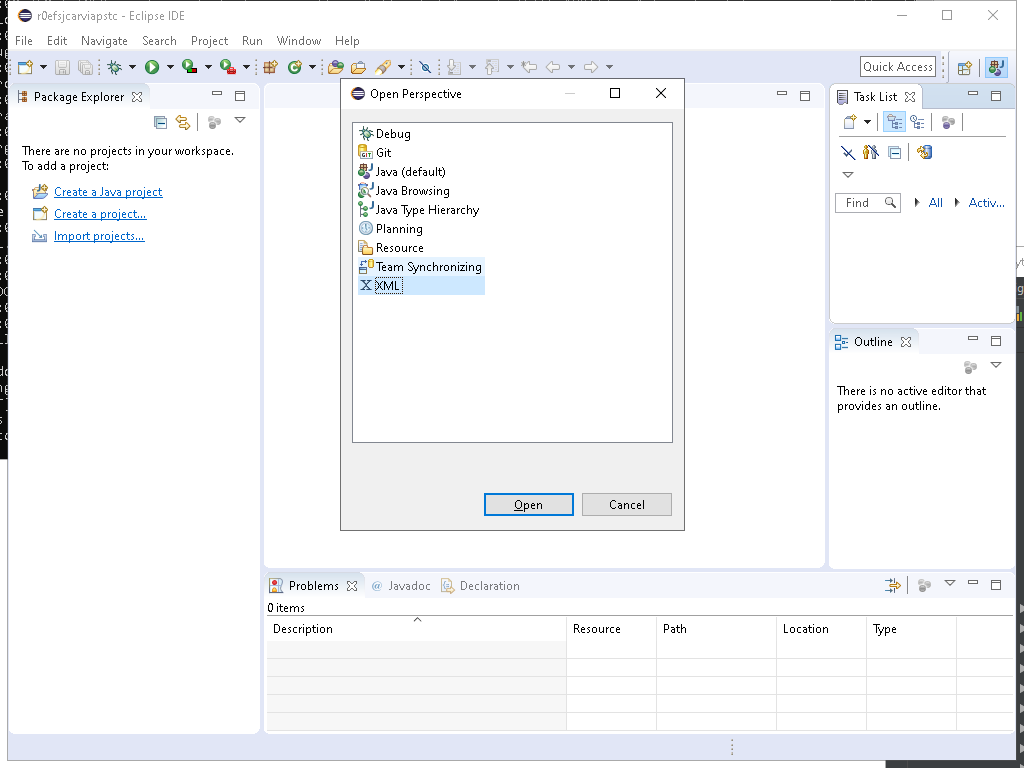 r0efsjcarviapstc - Eclipse IDE
File Edit Navigate Search Project Run Window Help
Quick Access
Package Explorer
There are no projects in your workspace.
To add a project:
Create a Java project
Create a project...
Import projects...
Open Perspective
Debug
Git
Java (default)
Java Browsing
Java Type Hierarchy
Planning
Resource
Team Synchronizing
XML
Open Cancel
Task List
Find All Activ...
Outline
There is no active editor that
provides an outline.
Problems @ Javadoc Declaration
0 items
Description Resource Path Location Type